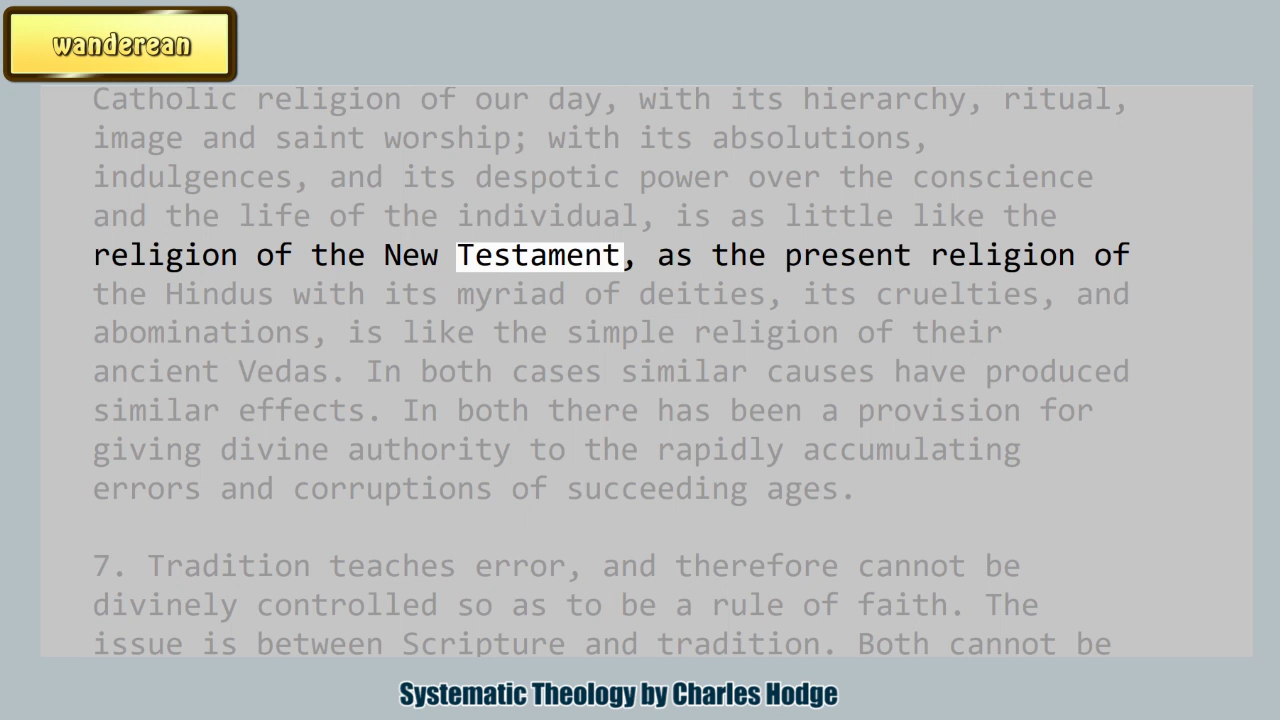 wanderean
Catholic religion of our day, with its hierarchy, ritual,
image and saint worship; with its absolutions,
indulgences, and its despotic power over the conscience
and the life of the individual, is as little like the
religion of the New Testament, as the present religion of
the Hindus with its myriad of deities, its cruelties, and
abominations, is like the simple religion of their
ancient Vedas. In both cases similar causes have produced
similar effects. In both there has been a provision for
giving divine authority to the rapidly accumulating
errors and corruptions of succeeding ages.
7. Tradition teaches error, and therefore cannot be
divinely controlled so as to be a rule of faith. The
issue is between Scripture and tradition. Both cannot be
Systematic Theology by Charles Hodge